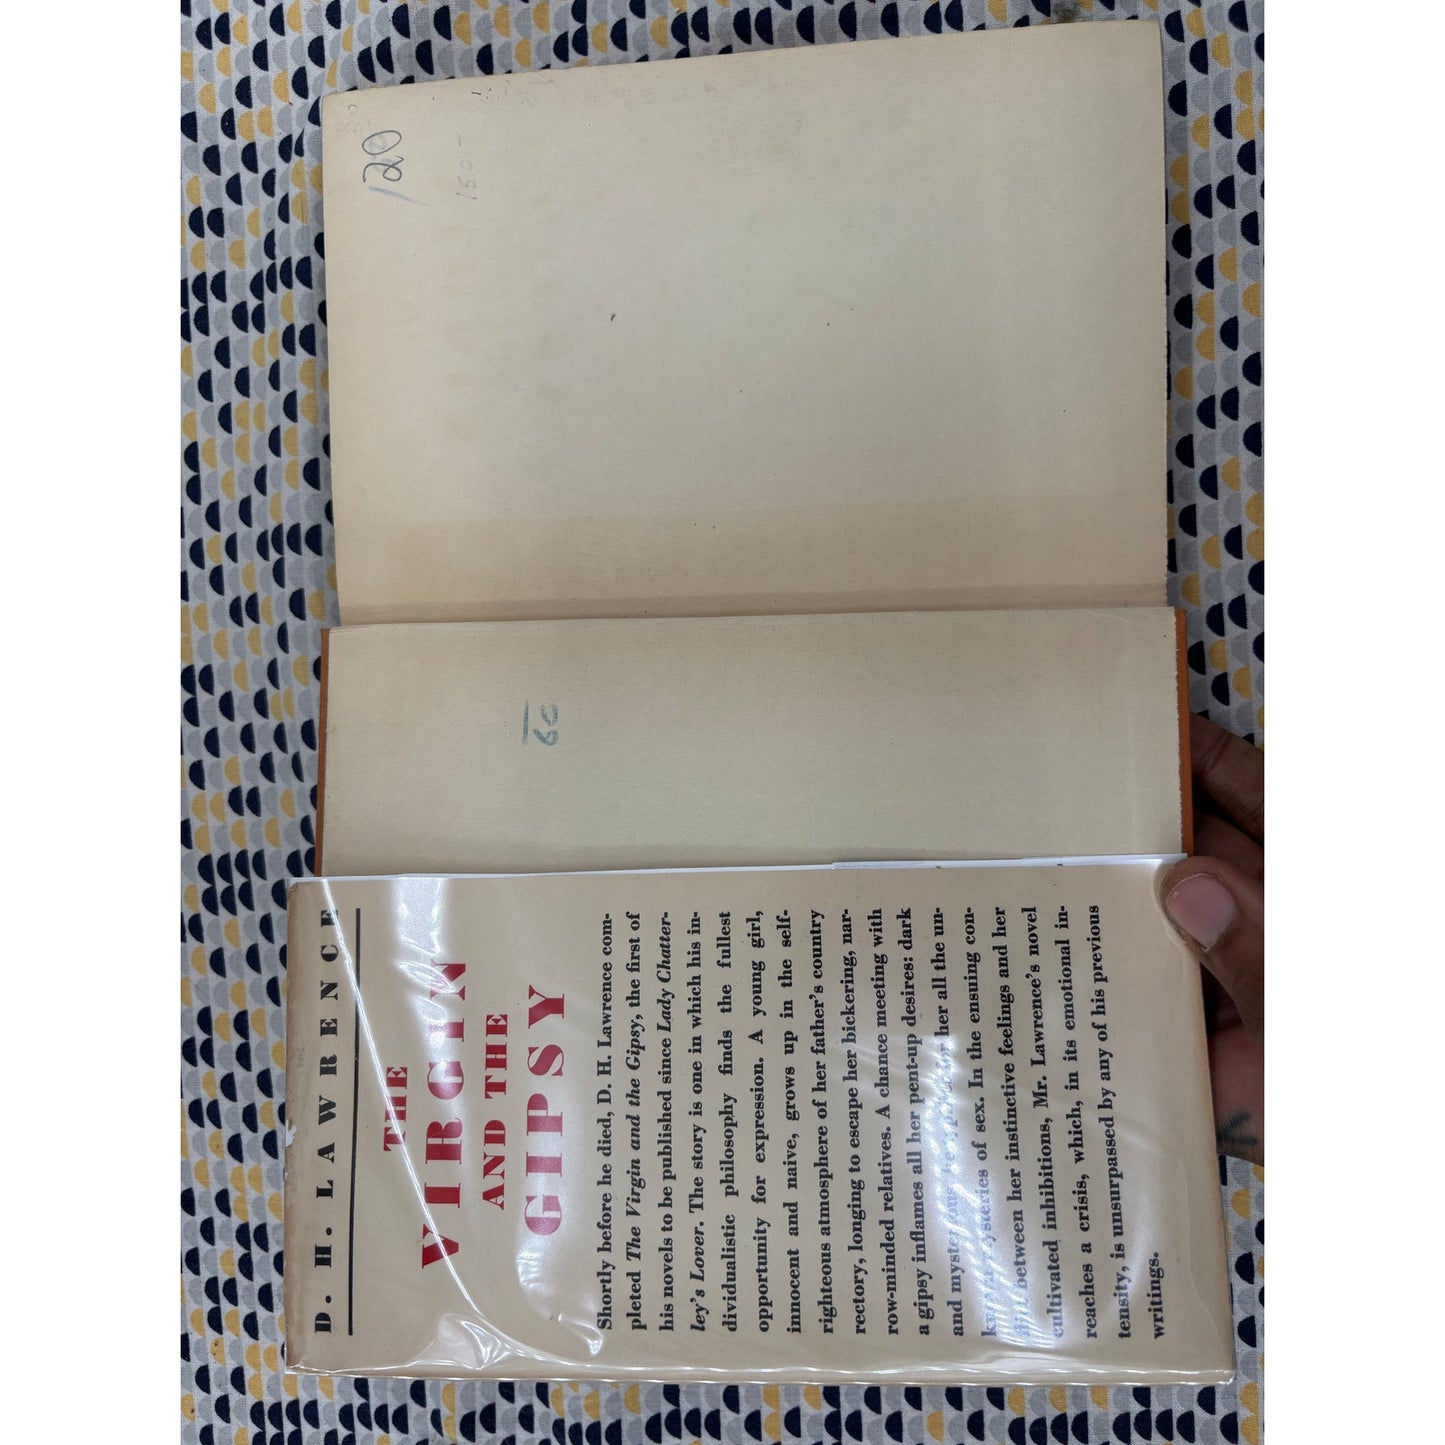 120
150-
60
D. H. LAWRENCE
THE
VIRGIN
AND THE
GIPSY
Shortly before he died, D. H. Lawrence com-
pleted The Virgin and the Gipsy, the first of
his novels to be published since Lady Chatter-
ley's Lover. The story is one in which his in-
dividualistic philosophy finds the fullest
opportunity for expression. A young girl,
innocent and naive, grows up in the self-
righteous atmosphere of her father's country
rectory, longing to escape her bickering, nar-
row-minded relatives. A chance meeting with
a gipsy inflames all her pent-up desires: dark
and mysterious he for her all the un-
mysteries of sex. In the ensuing con-
flict between her instinctive feelings and her
cultivated inhibitions, Mr. Lawrence's novel
reaches a crisis, which, in its emotional in-
tensity, is unsurpassed by any of his previous
writings.